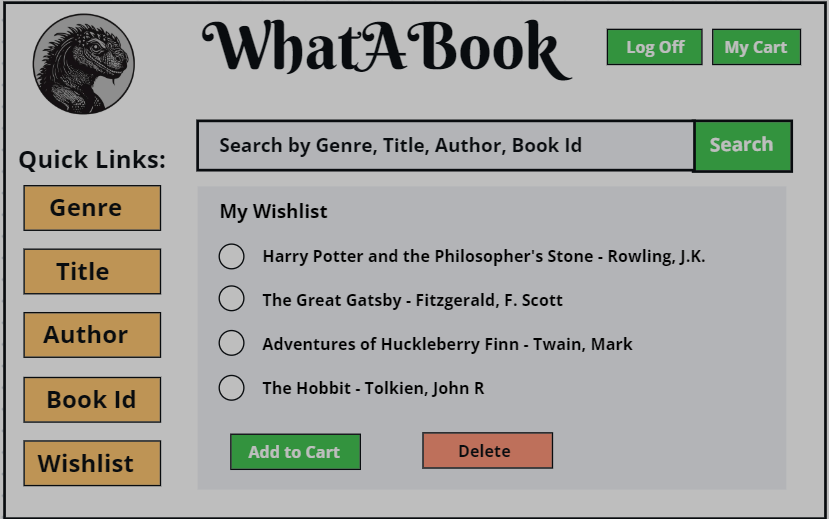 WhatABook
Log Off
My Cart
Search by Genre, Title, Author, Book Id
Search
Quick Links:
Genre
Title
Author
Book Id
Wishlist
My Wishlist
Harry Potter and the Philosopher's Stone - Rowling, J.K.
The Great Gatsby - Fitzgerald, F. Scott
Adventures of Huckleberry Finn - Twain, Mark
The Hobbit - Tolkien, John R
Add to Cart
Delete